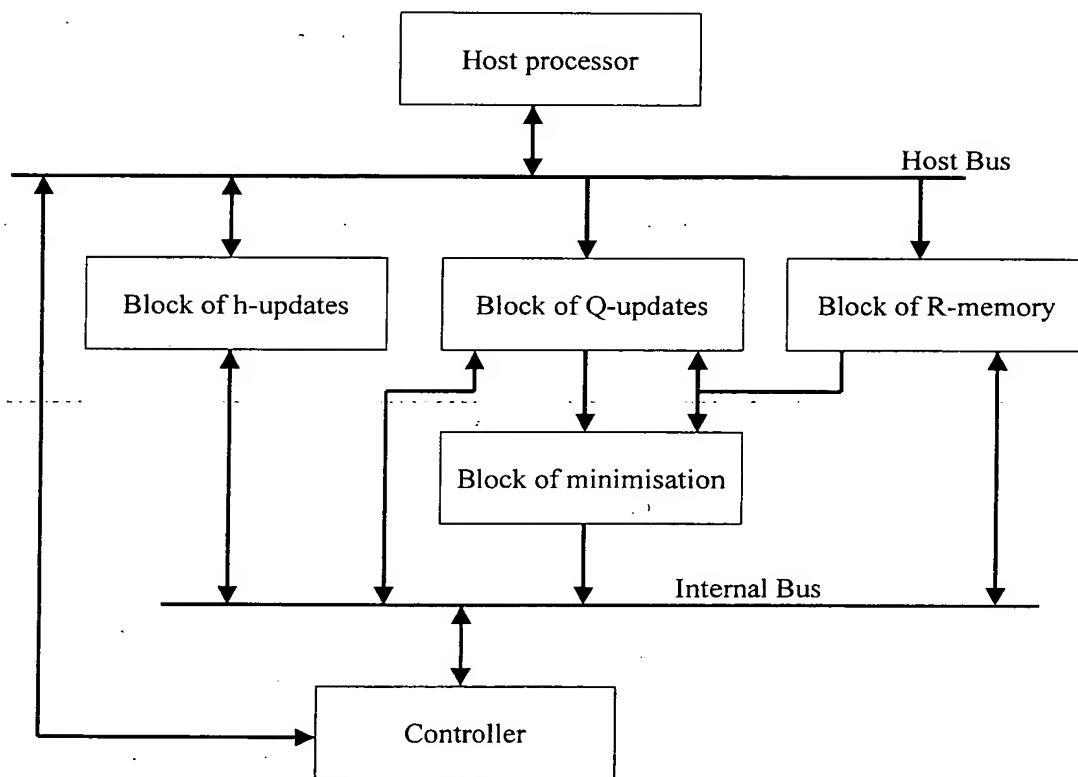 Host processor
Host Bus
Block of h-updates
Block of Q-updates
Block of R-memory
Block of minimisation
Internal Bus
Controller